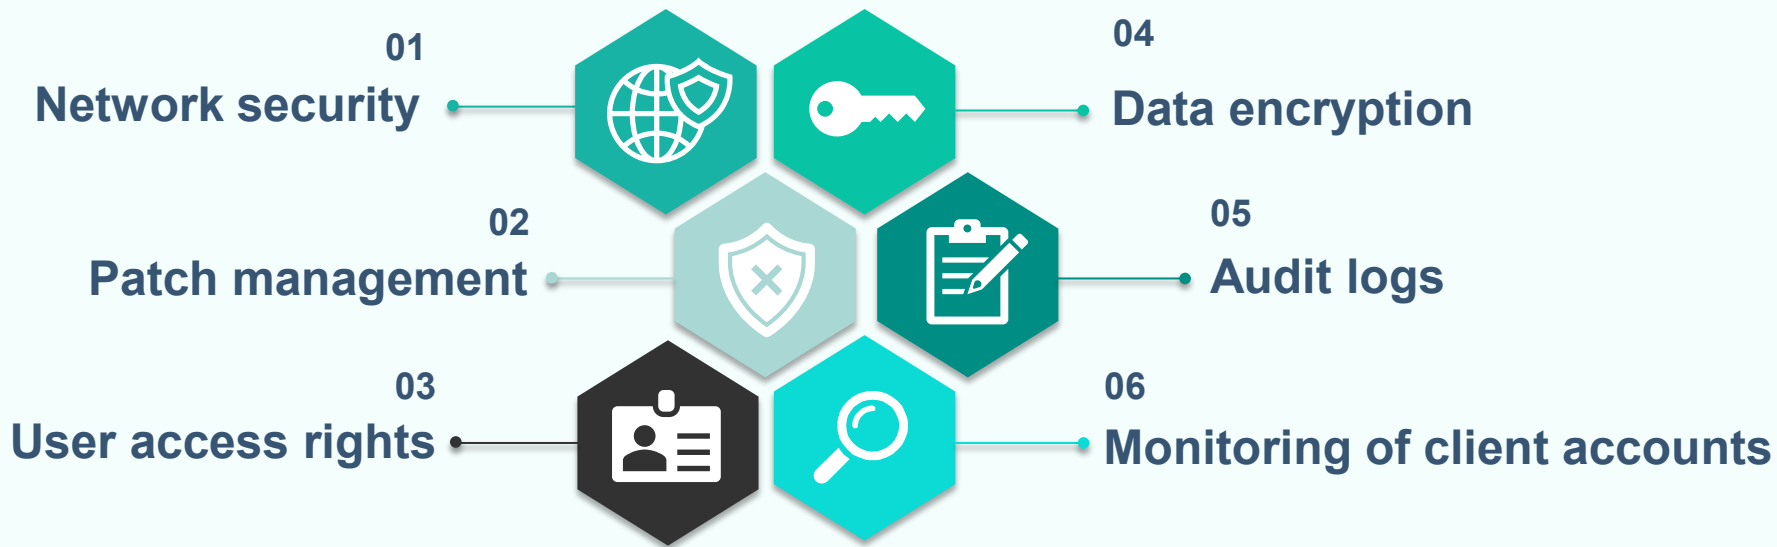 01
Network security
02
Patch management
03
User access rights
04
Data encryption
05
Audit logs
06
Monitoring of client accounts